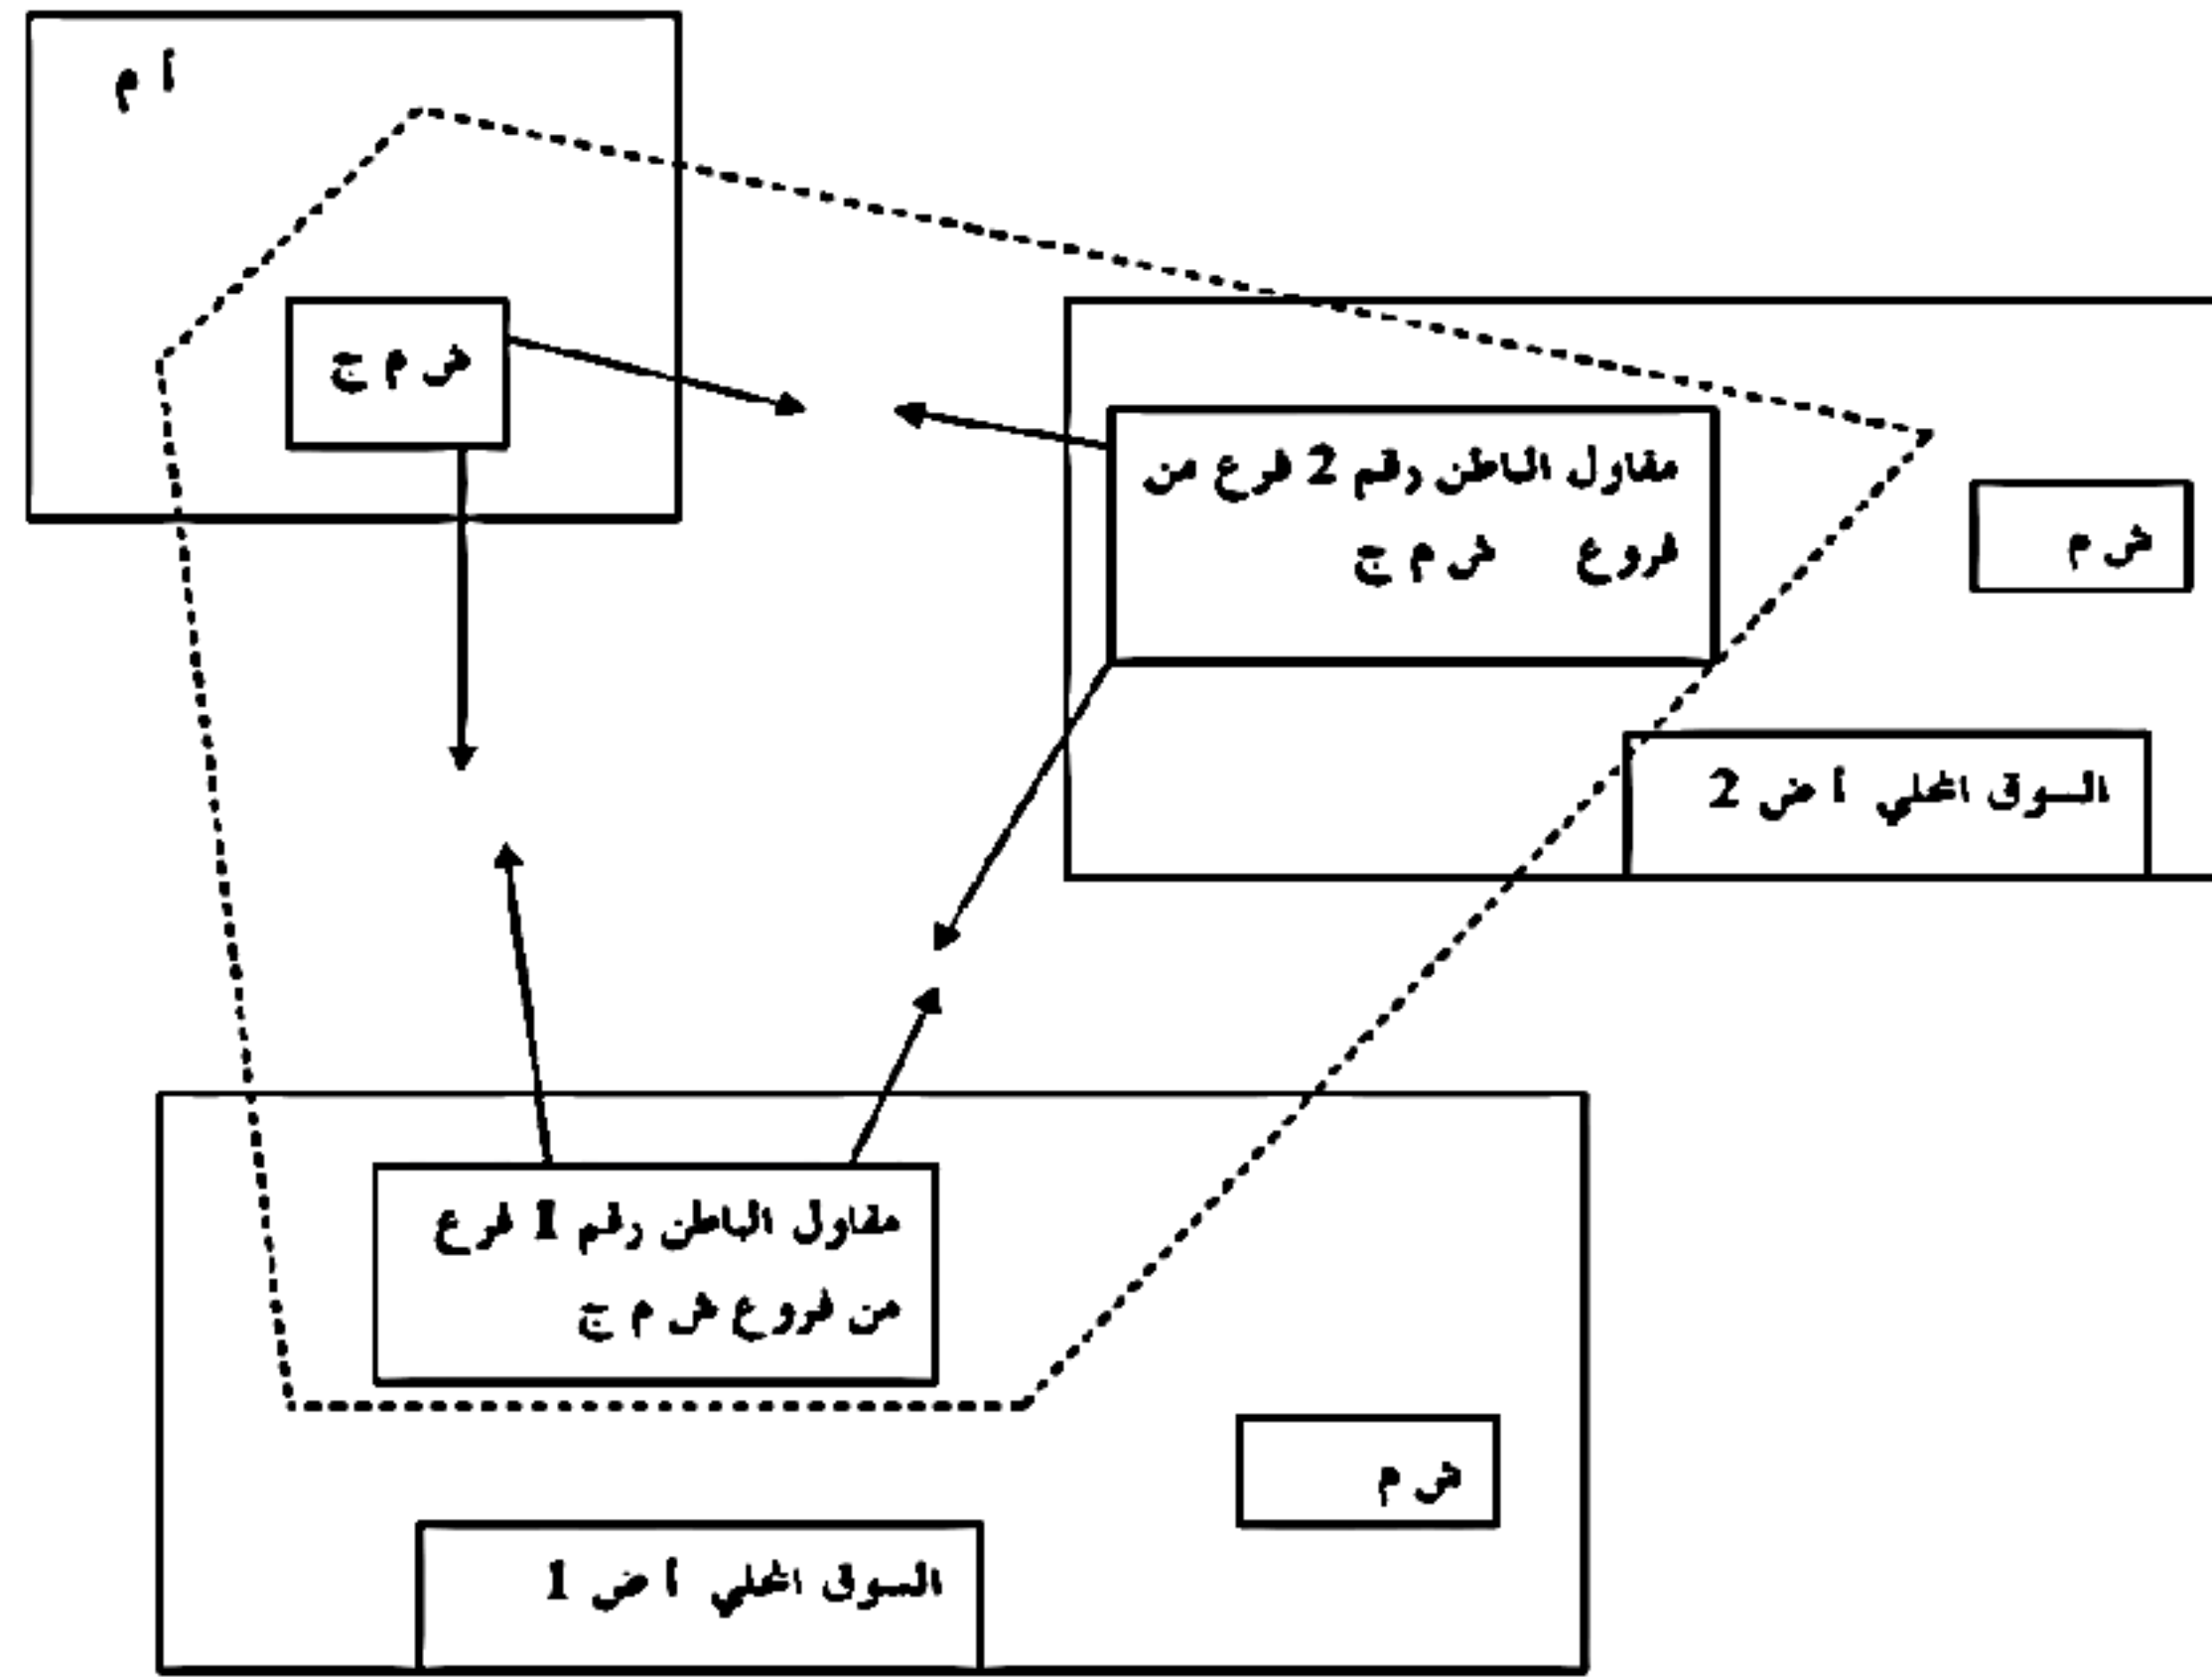 أ م
ش م ج
مقاول الباطن رقم 2 فرع من
فروع ش م ج
ش م
السوق المحلي أ ض 2
مقاول الباطن رقم 1 فرع
من فروع ش م ج
ش م
السوق المحلي أ ض 1